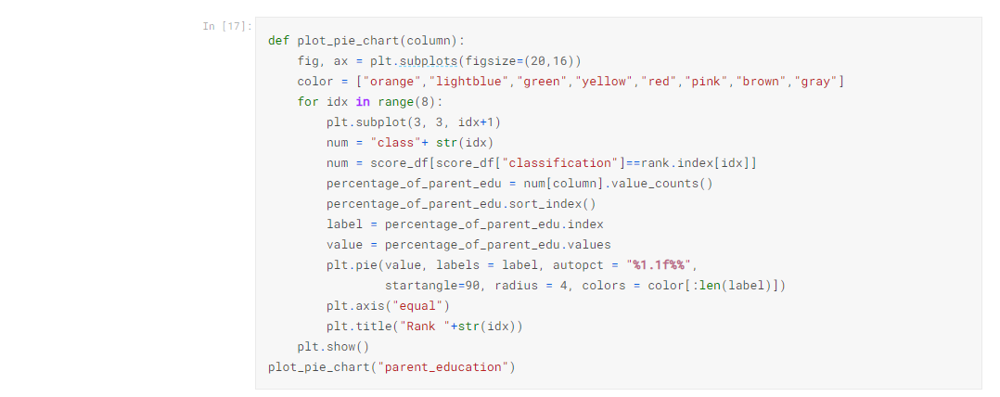 In [17]:
def plot_pie_chart(column):
    fig, ax = plt.subplots(figsize=(20,16))
    color = ["orange","lightblue","green","yellow","red","pink","brown","gray"]
    for idx in range(8):
        plt.subplot(3, 3, idx+1)
        num = "class"+ str(idx)
        num = score_df[score_df["classification"]==rank.index[idx]]
        percentage_of_parent_edu = num[column].value_counts()
        percentage_of_parent_edu.sort_index()
        label = percentage_of_parent_edu.index
        value = percentage_of_parent_edu.values
        plt.pie(value, labels = label, autopct = "%1.1f%%",
                startangle=90, radius = 4, colors = color[:len(label)])
        plt.axis("equal")
        plt.title("Rank "+str(idx))
    plt.show()
plot_pie_chart("parent_education")